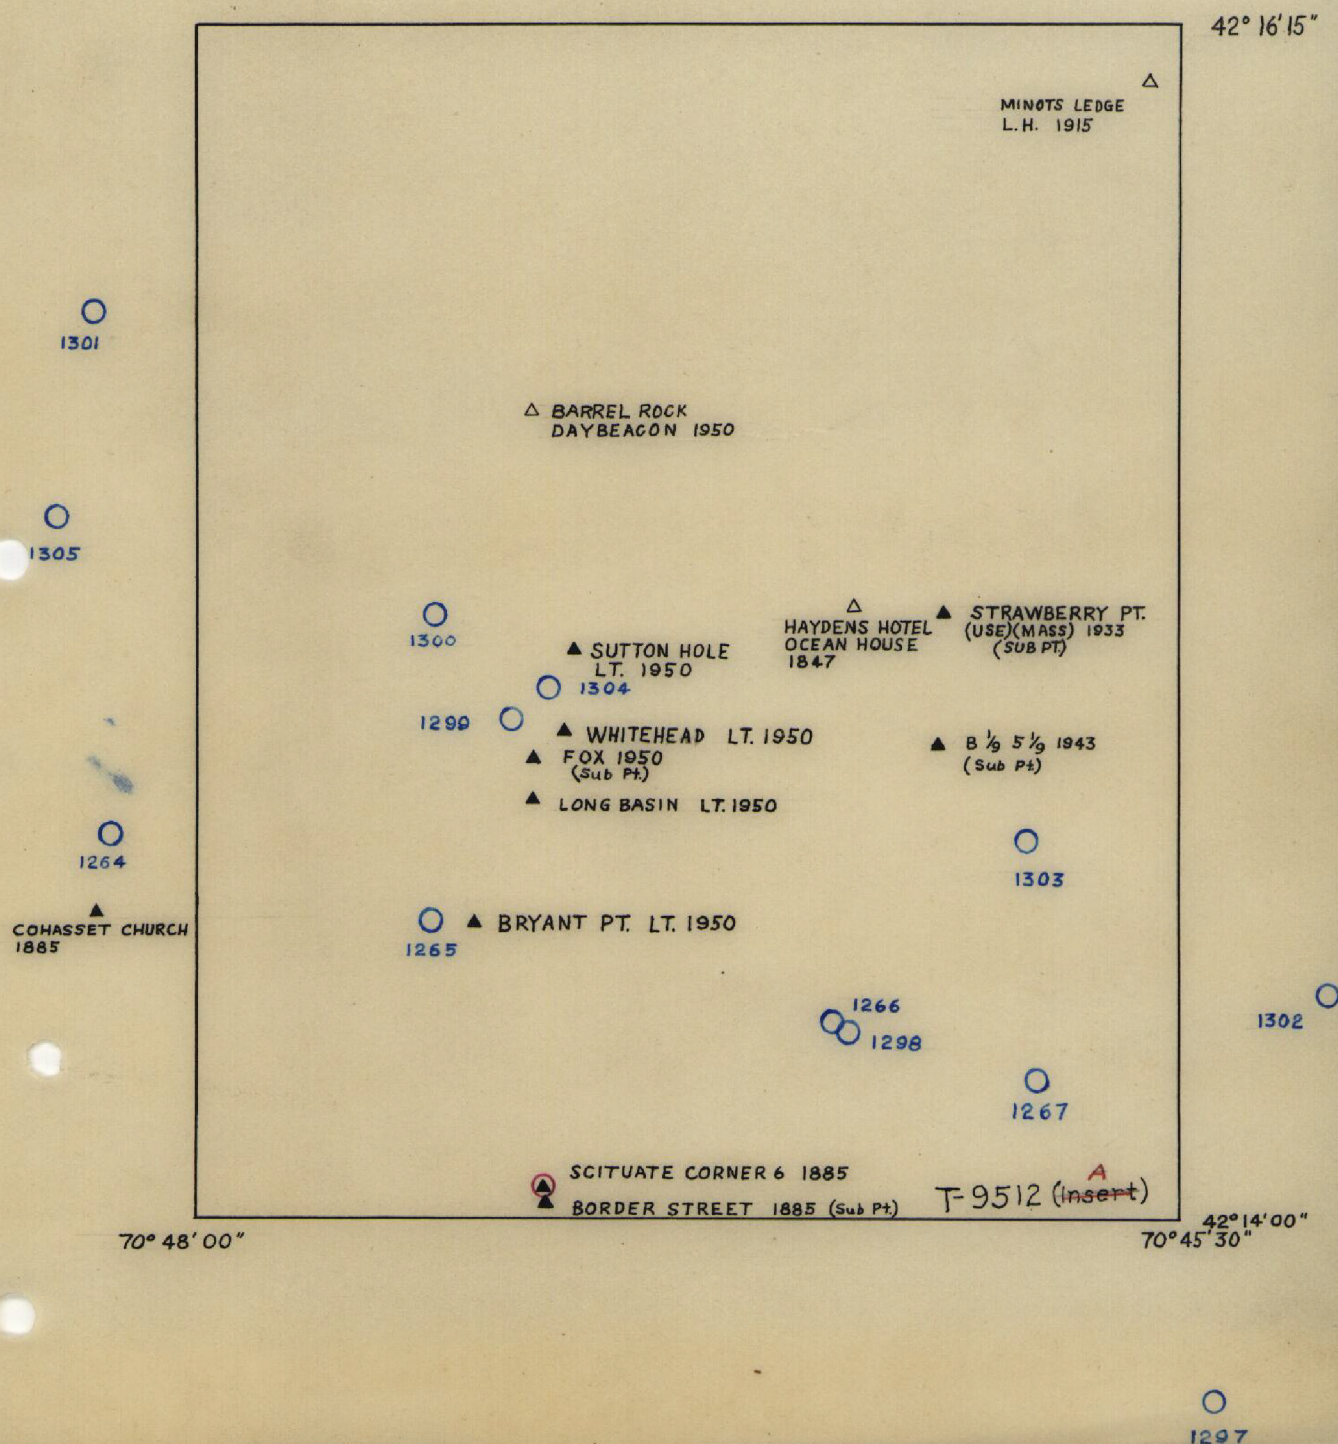 42° 16' 15"
MINOTS LEDGE
L.H. 1915
1301
BARREL ROCK
DAYBEACON 1950
1305
1300
SUTTON HOLE
LT. 1950
1304
HAYDENS HOTEL
OCEAN HOUSE
1847
STRAWBERRY PT.
(USE)(MASS) 1933
(SUB PT.)
1299
WHITEHEAD LT. 1950
FOX 1950
(Sub Pt.)
LONG BASIN LT. 1950
B 1/9 5 1/9 1943
(Sub Pt)
1264
1303
COHASSET CHURCH
1885
1265
BRYANT PT. LT. 1950
1266
1298
1302
1267
SCITUATE CORNER 6 1885
BORDER STREET 1885 (Sub Pt.)
A
T-9512 (Insert)
42° 14' 00"
70° 48' 00"
70° 45' 30"
1297